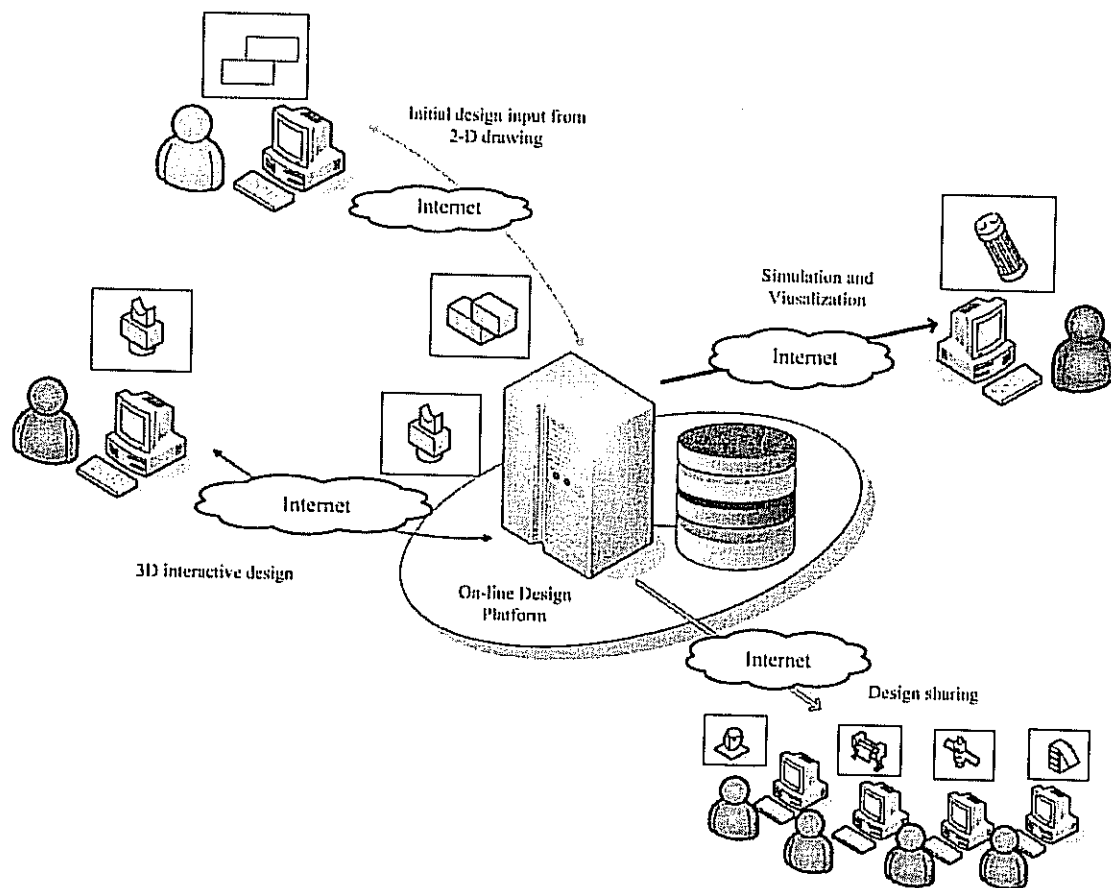 Initial design input from
2-D drawing
Internet
Simulation and
Viusalization
Internet
Internet
3D interactive design
On-line Design
Platform
Internet
Design sharing